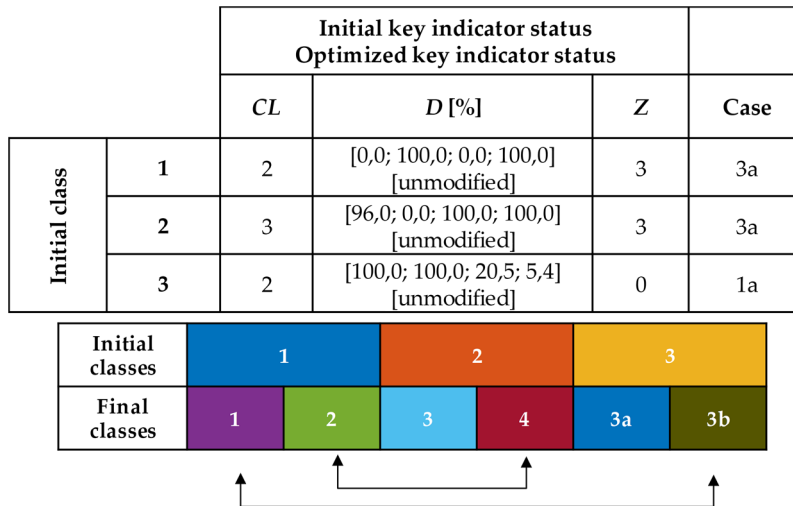 Initial key indicator status
Optimized key indicator status
CL D [%] Z Case
Initial class
1 2 [0,0; 100,0; 0,0; 100,0] 3 3a
[unmodified]
2 3 [96,0; 0,0; 100,0; 100,0] 3 3a
[unmodified]
3 2 [100,0; 100,0; 20,5; 5,4] 0 1a
[unmodified]
Initial
classes
1 2 3
Final
classes
1 2 3 4 3a 3b